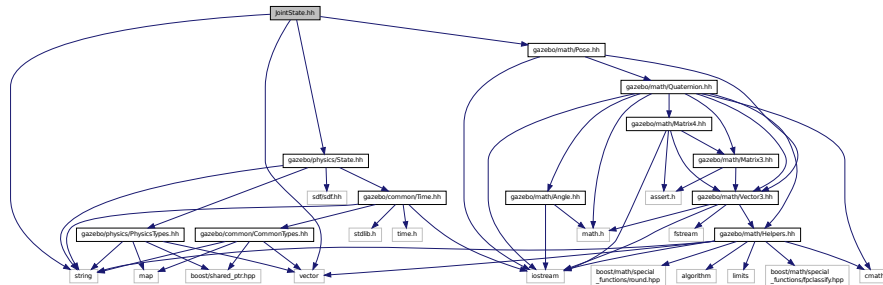 JointState.hh
gazebo/math/Pose.hh
gazebo/math/Quaternion.hh
gazebo/math/Matrix4.hh
gazebo/physics/State.hh
gazebo/math/Matrix3.hh
sdf/sdf.hh
gazebo/common/Time.hh
gazebo/math/Angle.hh
assert.h
gazebo/math/Vector3.hh
gazebo/physics/PhysicsTypes.hh
gazebo/common/CommonTypes.hh
stdlib.h
time.h
math.h
fstream
gazebo/math/Helpers.hh
string
map
boost/shared_ptr.hpp
vector
iostream
boost/math/special
_functions/round.hpp
algorithm
limits
boost/math/special
_functions/fpclassify.hpp
cmath